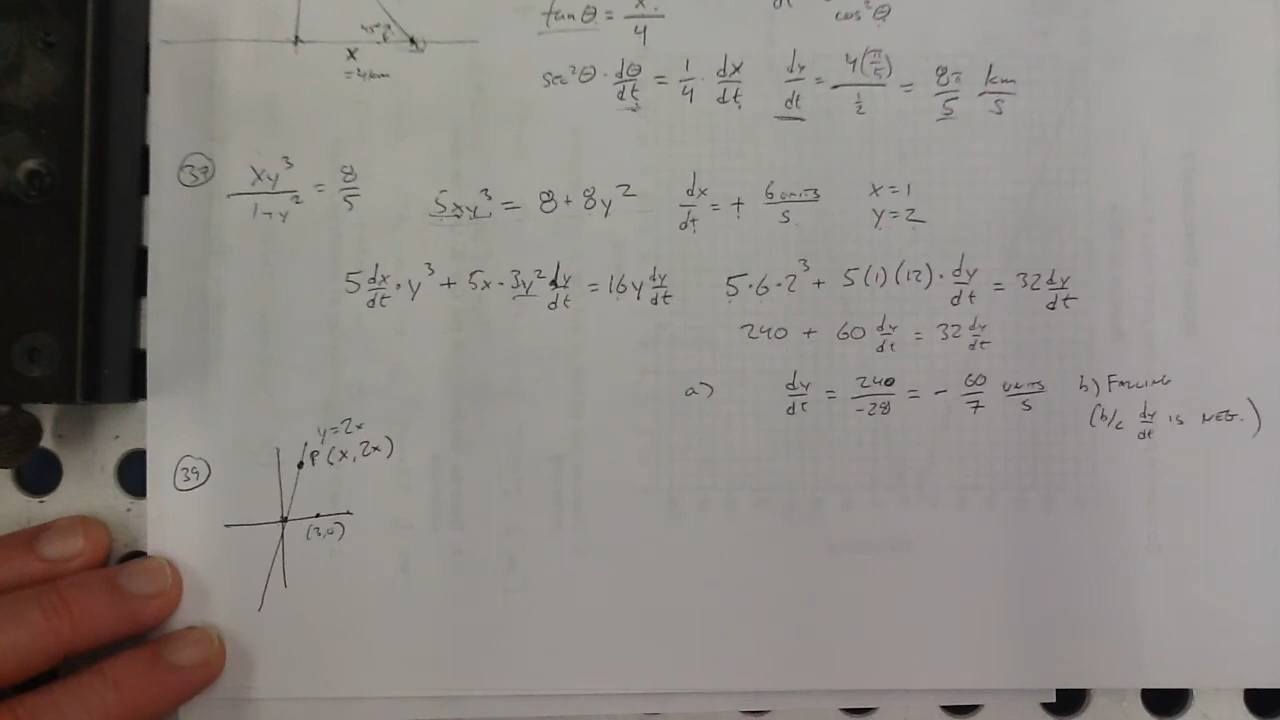 tanθ = x/4
cos²θ
45°
x
= 4km
sec²θ · dθ/dt = 1/4 · dx/dt
dx/dt = 4(π/5) / (1/2) = 8π/5 km/s
37 xy³/(1+y²) = 8/5
5xy³ = 8 + 8y²
dx/dt = + 6 units/s
x=1
y=2
5 dx/dt · y³ + 5x · 3y² dy/dt = 16y dy/dt
5·6·2³ + 5(1)(12) · dy/dt = 32 dy/dt
240 + 60 dy/dt = 32 dy/dt
a) dy/dt = 240/-28 = - 60/7 units/s
b) FALLING
(b/c dy/dt IS NEG.)
39
y=2x
P(x, 2x)
(3,0)